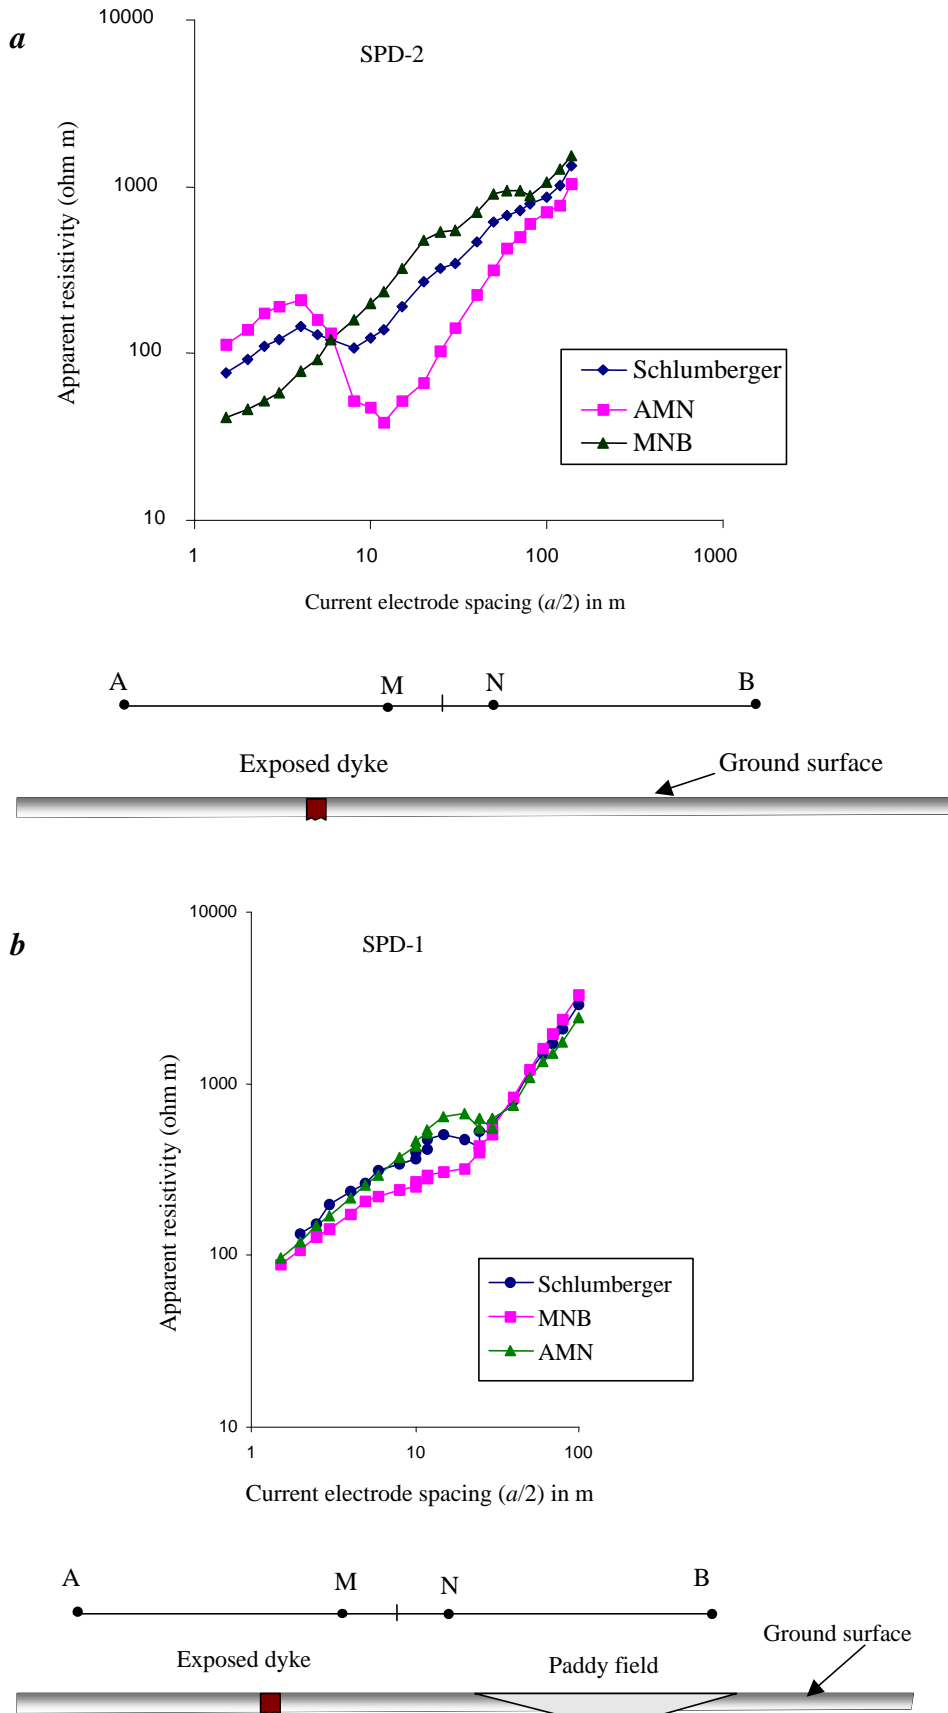 a
SPD-2
Apparent resistivity (ohm m)
10000
1000
100
10
1 10 100 1000
Current electrode spacing (a/2) in m
Schlumberger
AMN
MNB
A M N B
Exposed dyke
Ground surface
b
SPD-1
Apparent resistivity (ohm m)
10000
1000
100
10
1 10 100
Current electrode spacing (a/2) in m
Schlumberger
MNB
AMN
A M N B
Exposed dyke
Paddy field
Ground surface